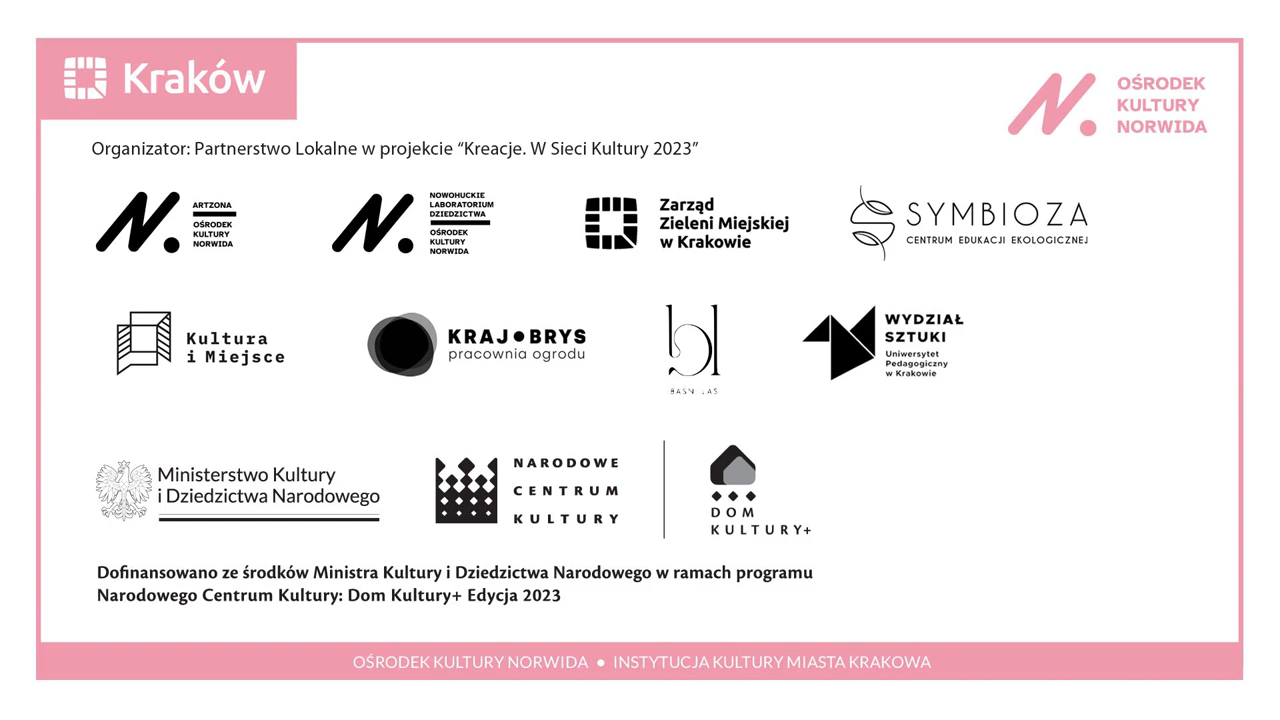 Kraków
OŚRODEK
KULTURY
NORWIDA
Organizator: Partnerstwo Lokalne w projekcie “Kreacje. W Sieci Kultury 2023”
ARTZONA
OŚRODEK
KULTURY
NORWIDA
NOWOHUCKIE
LABORATORIUM
DZIEDZICTWA
OŚRODEK
KULTURY
NORWIDA
Zarząd
Zieleni Miejskiej
w Krakowie
SYMBIOZA
CENTRUM EDUKACJI EKOLOGICZNEJ
Kultura
i Miejsce
KRAJ●BRYS
pracownia ogrodu
bl
WYDZIAŁ
SZTUKI
Uniwersytet
Pedagogiczny
w Krakowie
Ministerstwo Kultury
i Dziedzictwa Narodowego
NARODOWE
CENTRUM
KULTURY
DOM
KULTURY+
Dofinansowano ze środków Ministra Kultury i Dziedzictwa Narodowego w ramach programu
Narodowego Centrum Kultury: Dom Kultury+ Edycja 2023
OŚRODEK KULTURY NORWIDA ● INSTYTUCJA KULTURY MIASTA KRAKOWA